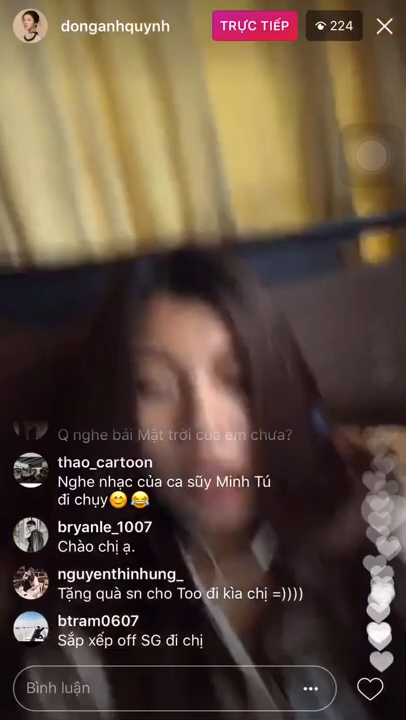 donganhquynh
TRỰC TIẾP
224
Q nghe bài Mặt trời của em chưa?
thao_cartoon
Nghe nhạc của ca sũy Minh Tú
đi chụy😊😂
bryanle_1007
Chào chị ạ.
nguyenthinhung_
Tặng quà sn cho Too đi kìa chị =))))
btram0607
Sắp xếp off SG đi chị
Bình luận